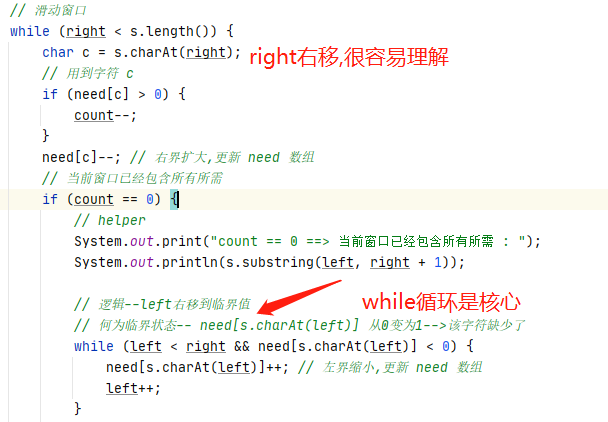 // 滑动窗口
while (right < s.length()) {
char c = s.charAt(right);
right右移,很容易理解
// 用到字符 c
if (need[c] > 0) {
count--;
}
need[c]--; // 右界扩大,更新 need 数组
// 当前窗口已经包含所有所需
if (count == 0) {
// helper
System.out.print("count == 0 ==> 当前窗口已经包含所有所需 : ");
System.out.println(s.substring(left, right + 1));
// 逻辑--left右移到临界值
while循环是核心
// 何为临界状态-- need[s.charAt(left)] 从0变为1-->该字符缺少了
while (left < right && need[s.charAt(left)] < 0) {
need[s.charAt(left)]++; // 左界缩小,更新 need 数组
left++;
}